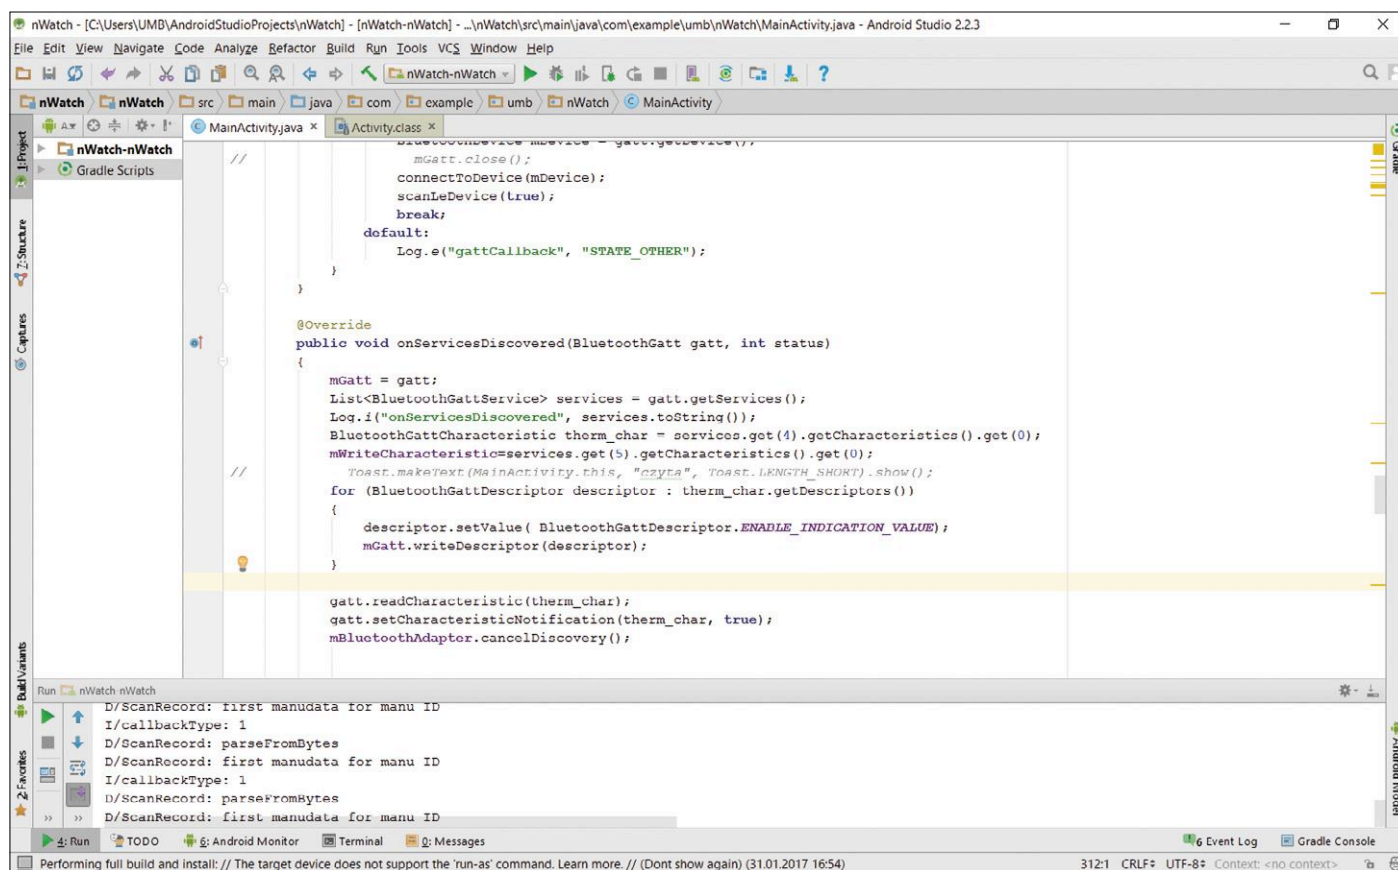 nWatch - [C:\Users\UMB\AndroidStudioProjects\nWatch] - [nWatch-nWatch] - ...\nWatch\src\main\java\com\example\umb\nWatch\MainActivity.java - Android Studio 2.2.3
File Edit View Navigate Code Analyze Refactor Build Run Tools VCS Window Help
nWatch-nWatch
nWatch nWatch src main java com example umb nWatch MainActivity
MainActivity.java × Activity.class ×
1: Project
nWatch-nWatch
Gradle Scripts
Gradle
7: Structure
Captures
BluetoothDevice mDevice = gatt.getDevice();
// mGatt.close();
connectToDevice(mDevice);
scanLeDevice(true);
break;
default:
Log.e("gattCallback", "STATE_OTHER");
}
}
@Override
public void onServicesDiscovered(BluetoothGatt gatt, int status)
{
mGatt = gatt;
List<BluetoothGattService> services = gatt.getServices();
Log.i("onServicesDiscovered", services.toString());
BluetoothGattCharacteristic therm_char = services.get(4).getCharacteristics().get(0);
mWriteCharacteristic=services.get(5).getCharacteristics().get(0);
// Toast.makeText(MainActivity.this, "czyta", Toast.LENGTH_SHORT).show();
for (BluetoothGattDescriptor descriptor : therm_char.getDescriptors())
{
descriptor.setValue( BluetoothGattDescriptor.ENABLE_INDICATION_VALUE);
mGatt.writeDescriptor(descriptor);
}
gatt.readCharacteristic(therm_char);
gatt.setCharacteristicNotification(therm_char, true);
mBluetoothAdapter.cancelDiscovery();
Build Variants
2: Favorites
Run nWatch nWatch
D/ScanRecord: first manudata for manu ID
I/callbackType: 1
D/ScanRecord: parseFromBytes
D/ScanRecord: first manudata for manu ID
I/callbackType: 1
D/ScanRecord: parseFromBytes
D/ScanRecord: first manudata for manu ID
Android Model
4: Run TODO 6: Android Monitor Terminal 0: Messages 6 Event Log Gradle Console
Performing full build and install: // The target device does not support the 'run-as' command. Learn more. // (Dont show again) (31.01.2017 16:54) 312:1 CRLF÷ UTF-8÷ Context: <no context>